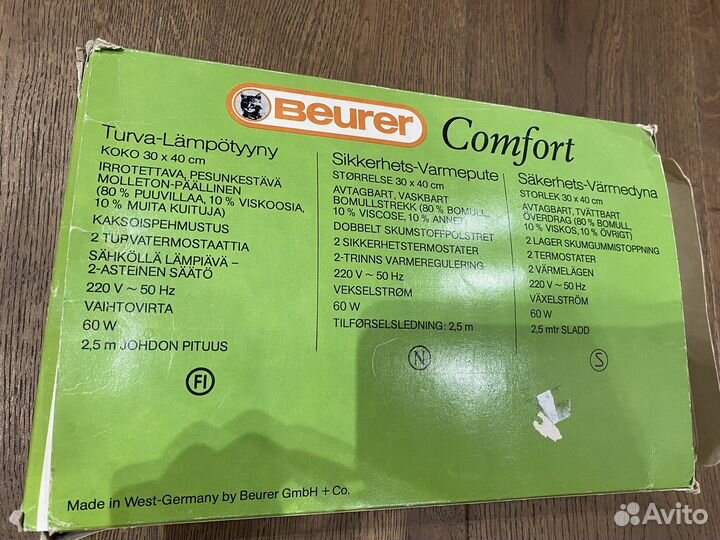 Beurer
Comfort
Turva-Lämpötyyny
KOKO 30 x 40 cm
IRROTETTAVA, PESUNKESTÄVÄ
MOLLETON-PÄÄLLINEN
(80 % PUUVILLAA, 10 % VISKOOSIA,
10 % MUITA KUITUJA)
KAKSOISPEHMUSTUS
2 TURVATERMOSTAATTIA
SÄHKÖLLÄ LÄMPIÄVÄ –
2-ASTEINEN SÄÄTÖ
220 V ~ 50 Hz
VAIHTOVIRTA
60 W
2,5 m JOHDON PITUUS
FI
Sikkerhets-Varmepute
STØRRELSE 30 x 40 cm
AVTAGBART, VASKBART
BOMULLSTREKK (80 % BOMULL,
10 % VISCOSE, 10 % ANNET)
DOBBELT SKUMSTOFFPOLSTRET
2 SIKKERHETSTERMOSTATER
2-TRINNS VARMEREGULERING
220 V ~ 50 Hz
VEKSELSTRØM
60 W
TILFØRSELSLEDNING: 2,5 m
N
Säkerhets-Värmedyna
STORLEK 30 x 40 cm
AVTAGBART, TVÄTTBART
ÖVERDRAG (80 % BOMULL,
10 % VISKOS, 10 % ÖVRIGT)
2 LAGER SKUMGUMMISTOPPNING
2 TERMOSTATER
2 VÄRMELÄGEN
220 V ~ 50 Hz
VÄXELSTRÖM
60 W
2,5 mtr SLADD
S
Made in West-Germany by Beurer GmbH + Co.
Avito